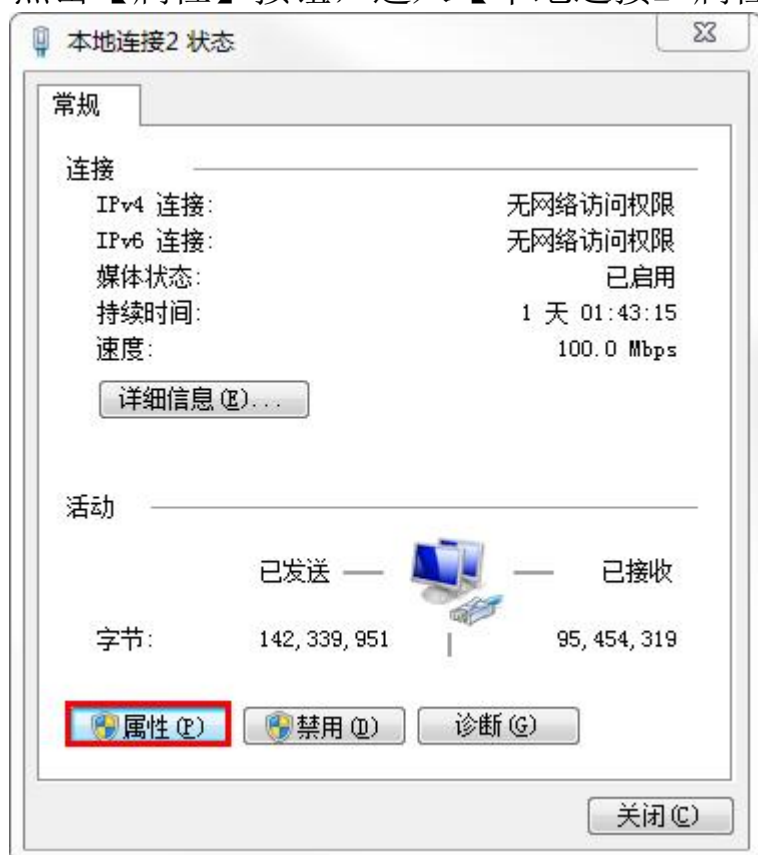 本地连接2 状态
常规
连接
IPv4 连接: 无网络访问权限
IPv6 连接: 无网络访问权限
媒体状态: 已启用
持续时间: 1 天 01:43:15
速度: 100.0 Mbps
详细信息(E)...
活动
已发送 — — 已接收
字节: 142,339,951 | 95,454,319
属性(P) 禁用(D) 诊断(G)
关闭(C)